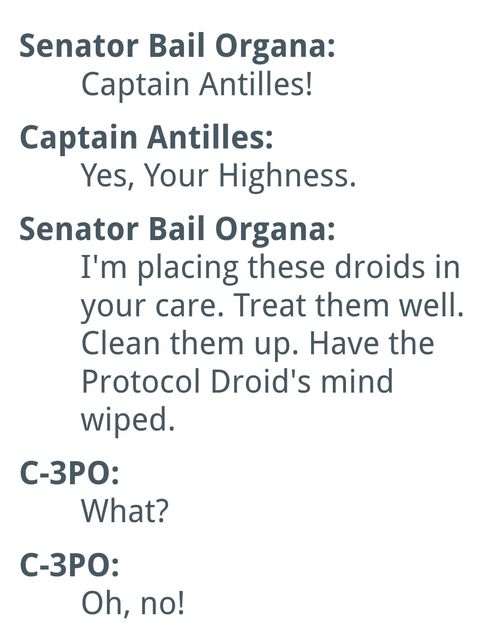 Senator Bail Organa:
Captain Antilles!
Captain Antilles:
Yes, Your Highness.
Senator Bail Organa:
I'm placing these droids in
your care. Treat them well.
Clean them up. Have the
Protocol Droid's mind
wiped.
C-3PO:
What?
C-3PO:
Oh, no!